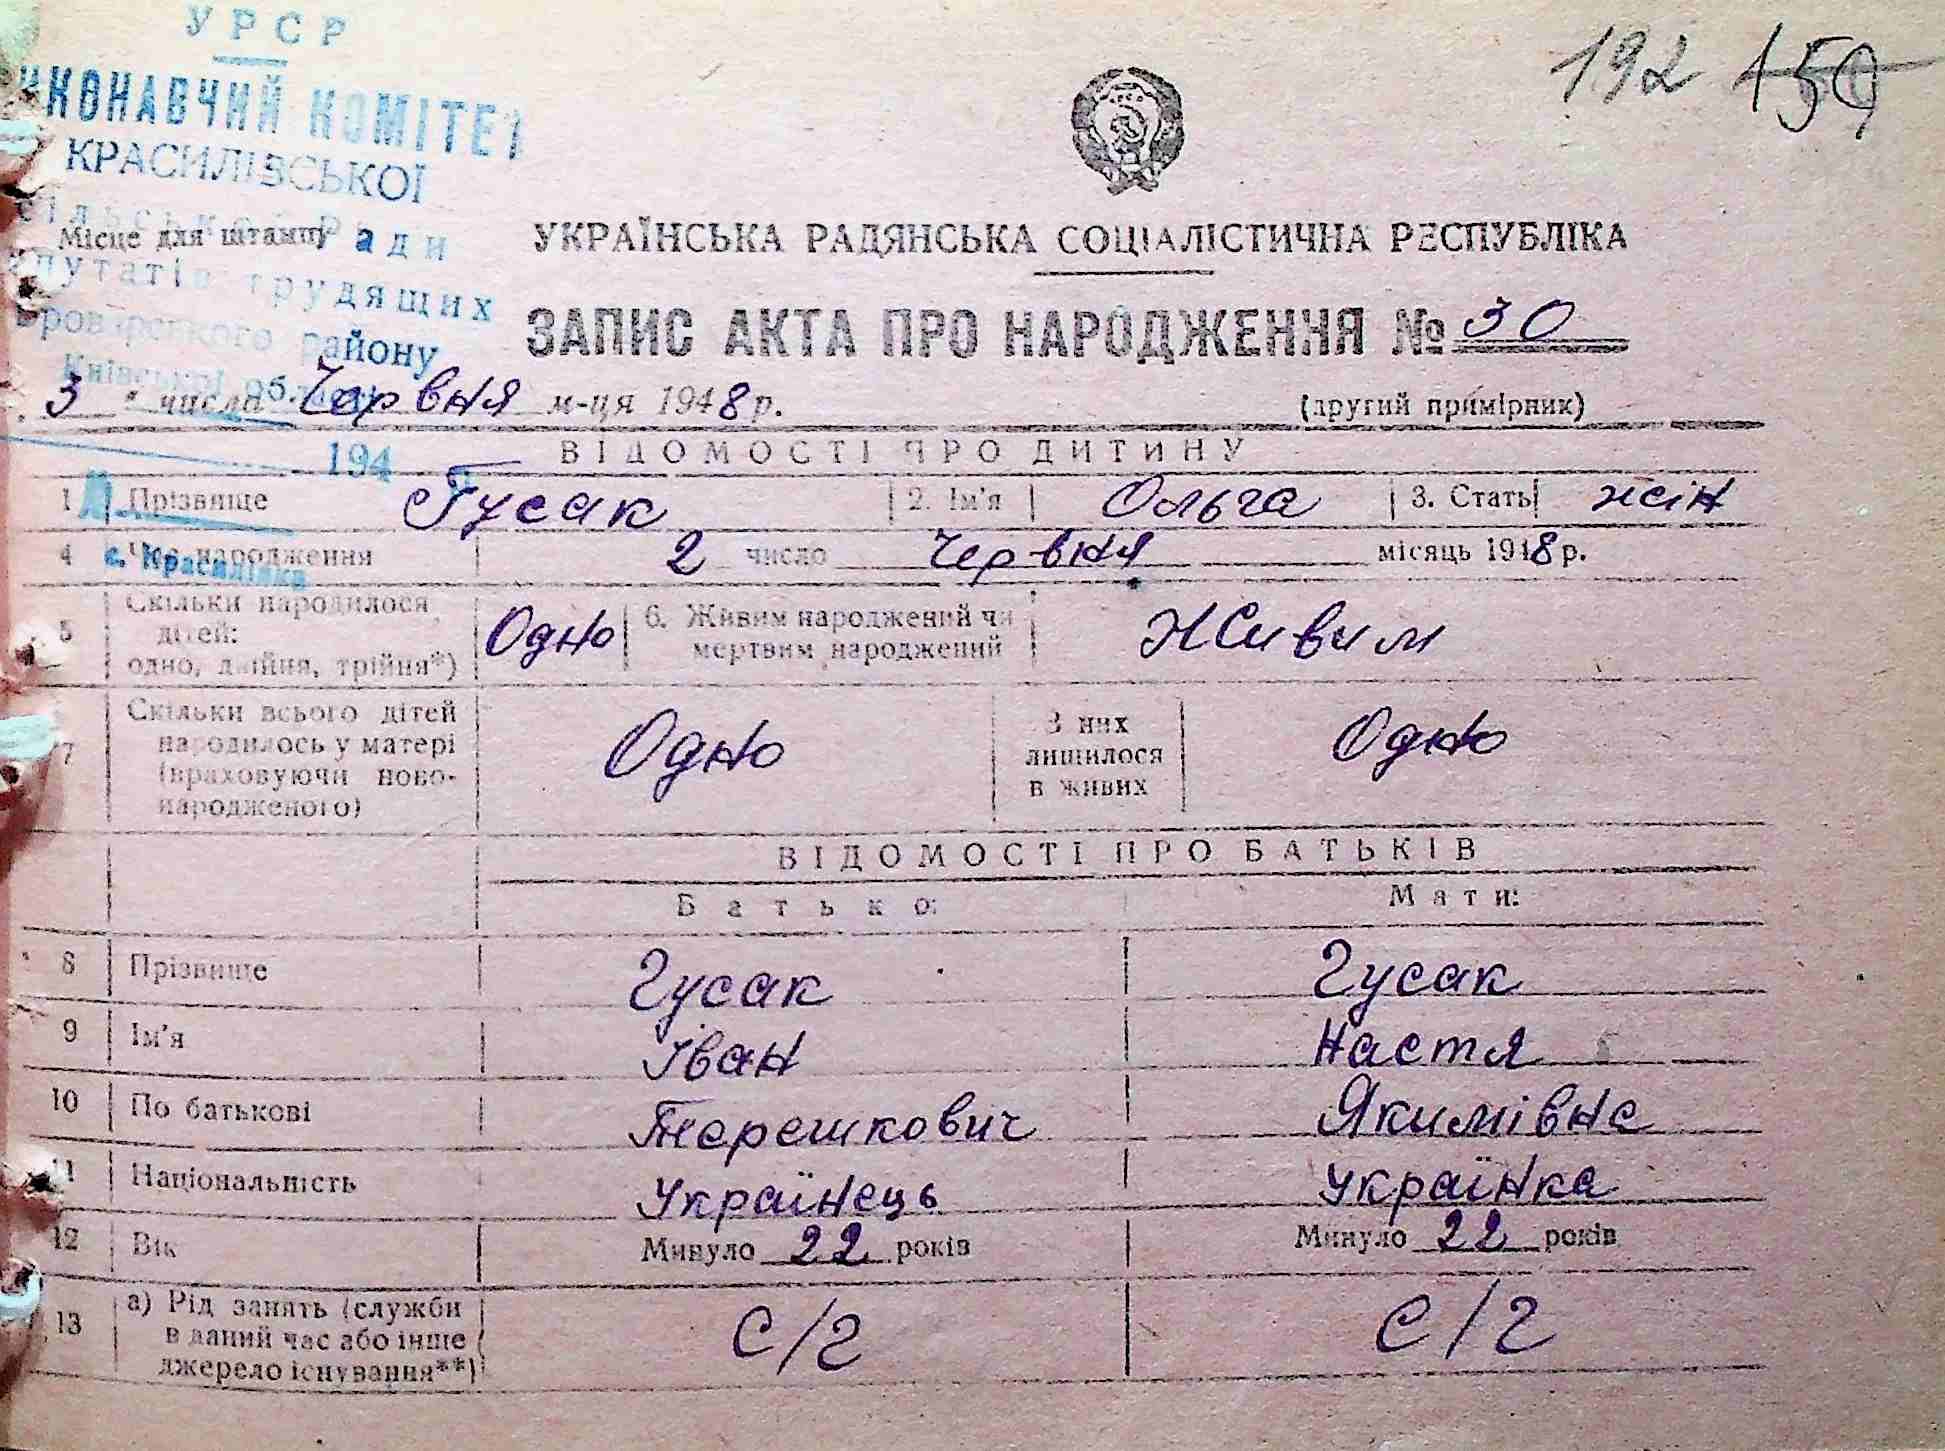 УРСР
192 159
ИКОНАВЧИЙ КОМІТЕТ
КРАСИЛІВСЬКОЇ
сільської Ради
Місце для штампу
УКРАЇНСЬКА РАДЯНСЬКА СОЦІАЛІСТИЧНА РЕСПУБЛІКА
депутатів трудящих
Броварського району
ЗАПИС АКТА ПРО НАРОДЖЕННЯ № 30
Київської області
„3" числа Червня м-ця 1948 р. (другий примірник)
194
ВІДОМОСТІ ПРО ДИТИНУ
1 Прізвище Гусак 2. Ім'я Ольга 3. Стать жін
4 Час народження 2 число Червня місяць 1948 р.
с. Красилівка
5 Скільки народилося дітей: одно, двійня, трійня*) Одно 6. Живим народжений чи мертвим народжений Живим
7 Скільки всього дітей народилось у матері (враховуючи новонародженого) Одно З них лишилося в живих Одно
ВІДОМОСТІ ПРО БАТЬКІВ
Батько: Мати:
8 Прізвище Гусак Гусак
9 Ім'я Іван Настя
10 По батькові Терешкович Якимівна
11 Національність Українець Українка
12 Вік Минуло 22 років Минуло 22 років
13 а) Рід занять (служби в даний час або інше джерело існування**) С/г С/г